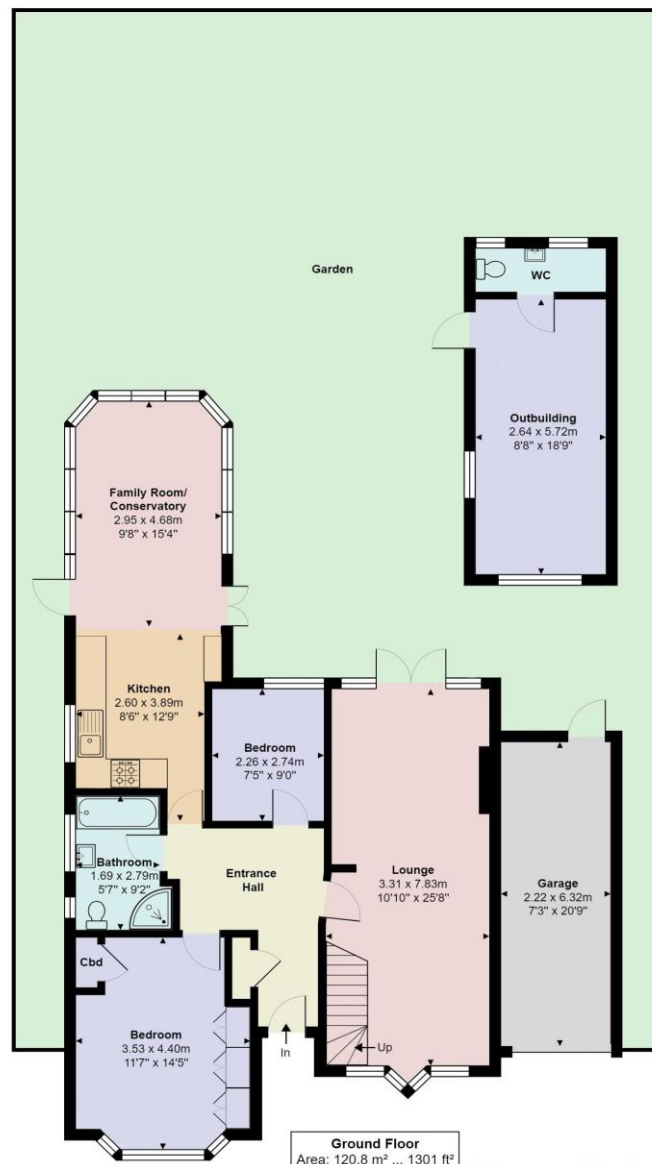 Garden
WC
Outbuilding
2.64 x 5.72m
8'8" x 18'9"
Family Room/
Conservatory
2.95 x 4.68m
9'8" x 15'4"
Kitchen
2.60 x 3.89m
8'6" x 12'9"
Bedroom
2.26 x 2.74m
7'5" x 9'0"
Bathroom
1.69 x 2.79m
5'7" x 9'2"
Entrance
Hall
Lounge
3.31 x 7.83m
10'10" x 25'8"
Garage
2.22 x 6.32m
7'3" x 20'9"
Cbd
Bedroom
3.53 x 4.40m
11'7" x 14'5"
In
Up
Ground Floor
Area: 120.8 m² ... 1301 ft²